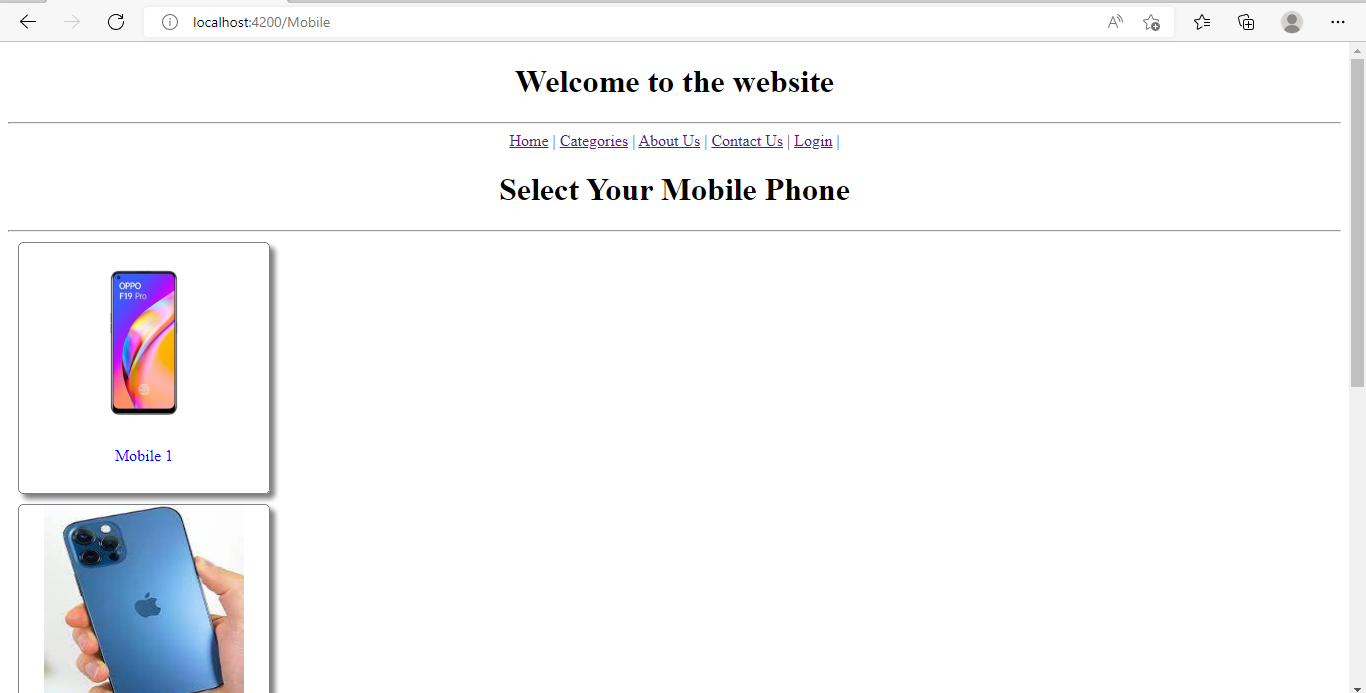 localhost:4200/Mobile
Welcome to the website
Home | Categories | About Us | Contact Us | Login |
Select Your Mobile Phone
OPPO
F19 Pro
Mobile 1